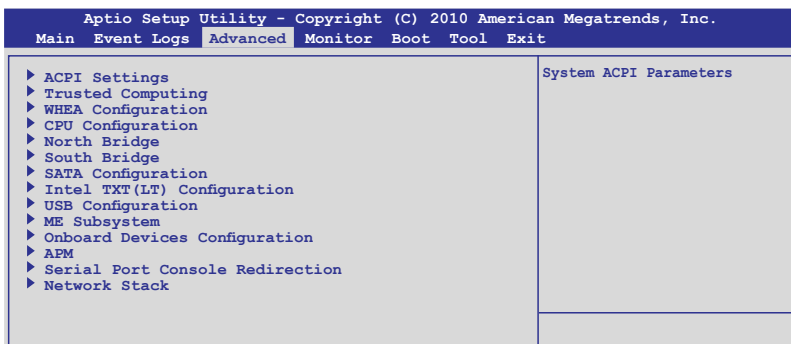 Aptio Setup Utility - Copyright (C) 2010 American Megatrends, Inc.
Main Event Logs Advanced Monitor Boot Tool Exit
ACPI Settings
Trusted Computing
WHEA Configuration
CPU Configuration
North Bridge
South Bridge
SATA Configuration
Intel TXT(LT) Configuration
USB Configuration
ME Subsystem
Onboard Devices Configuration
APM
Serial Port Console Redirection
Network Stack
System ACPI Parameters